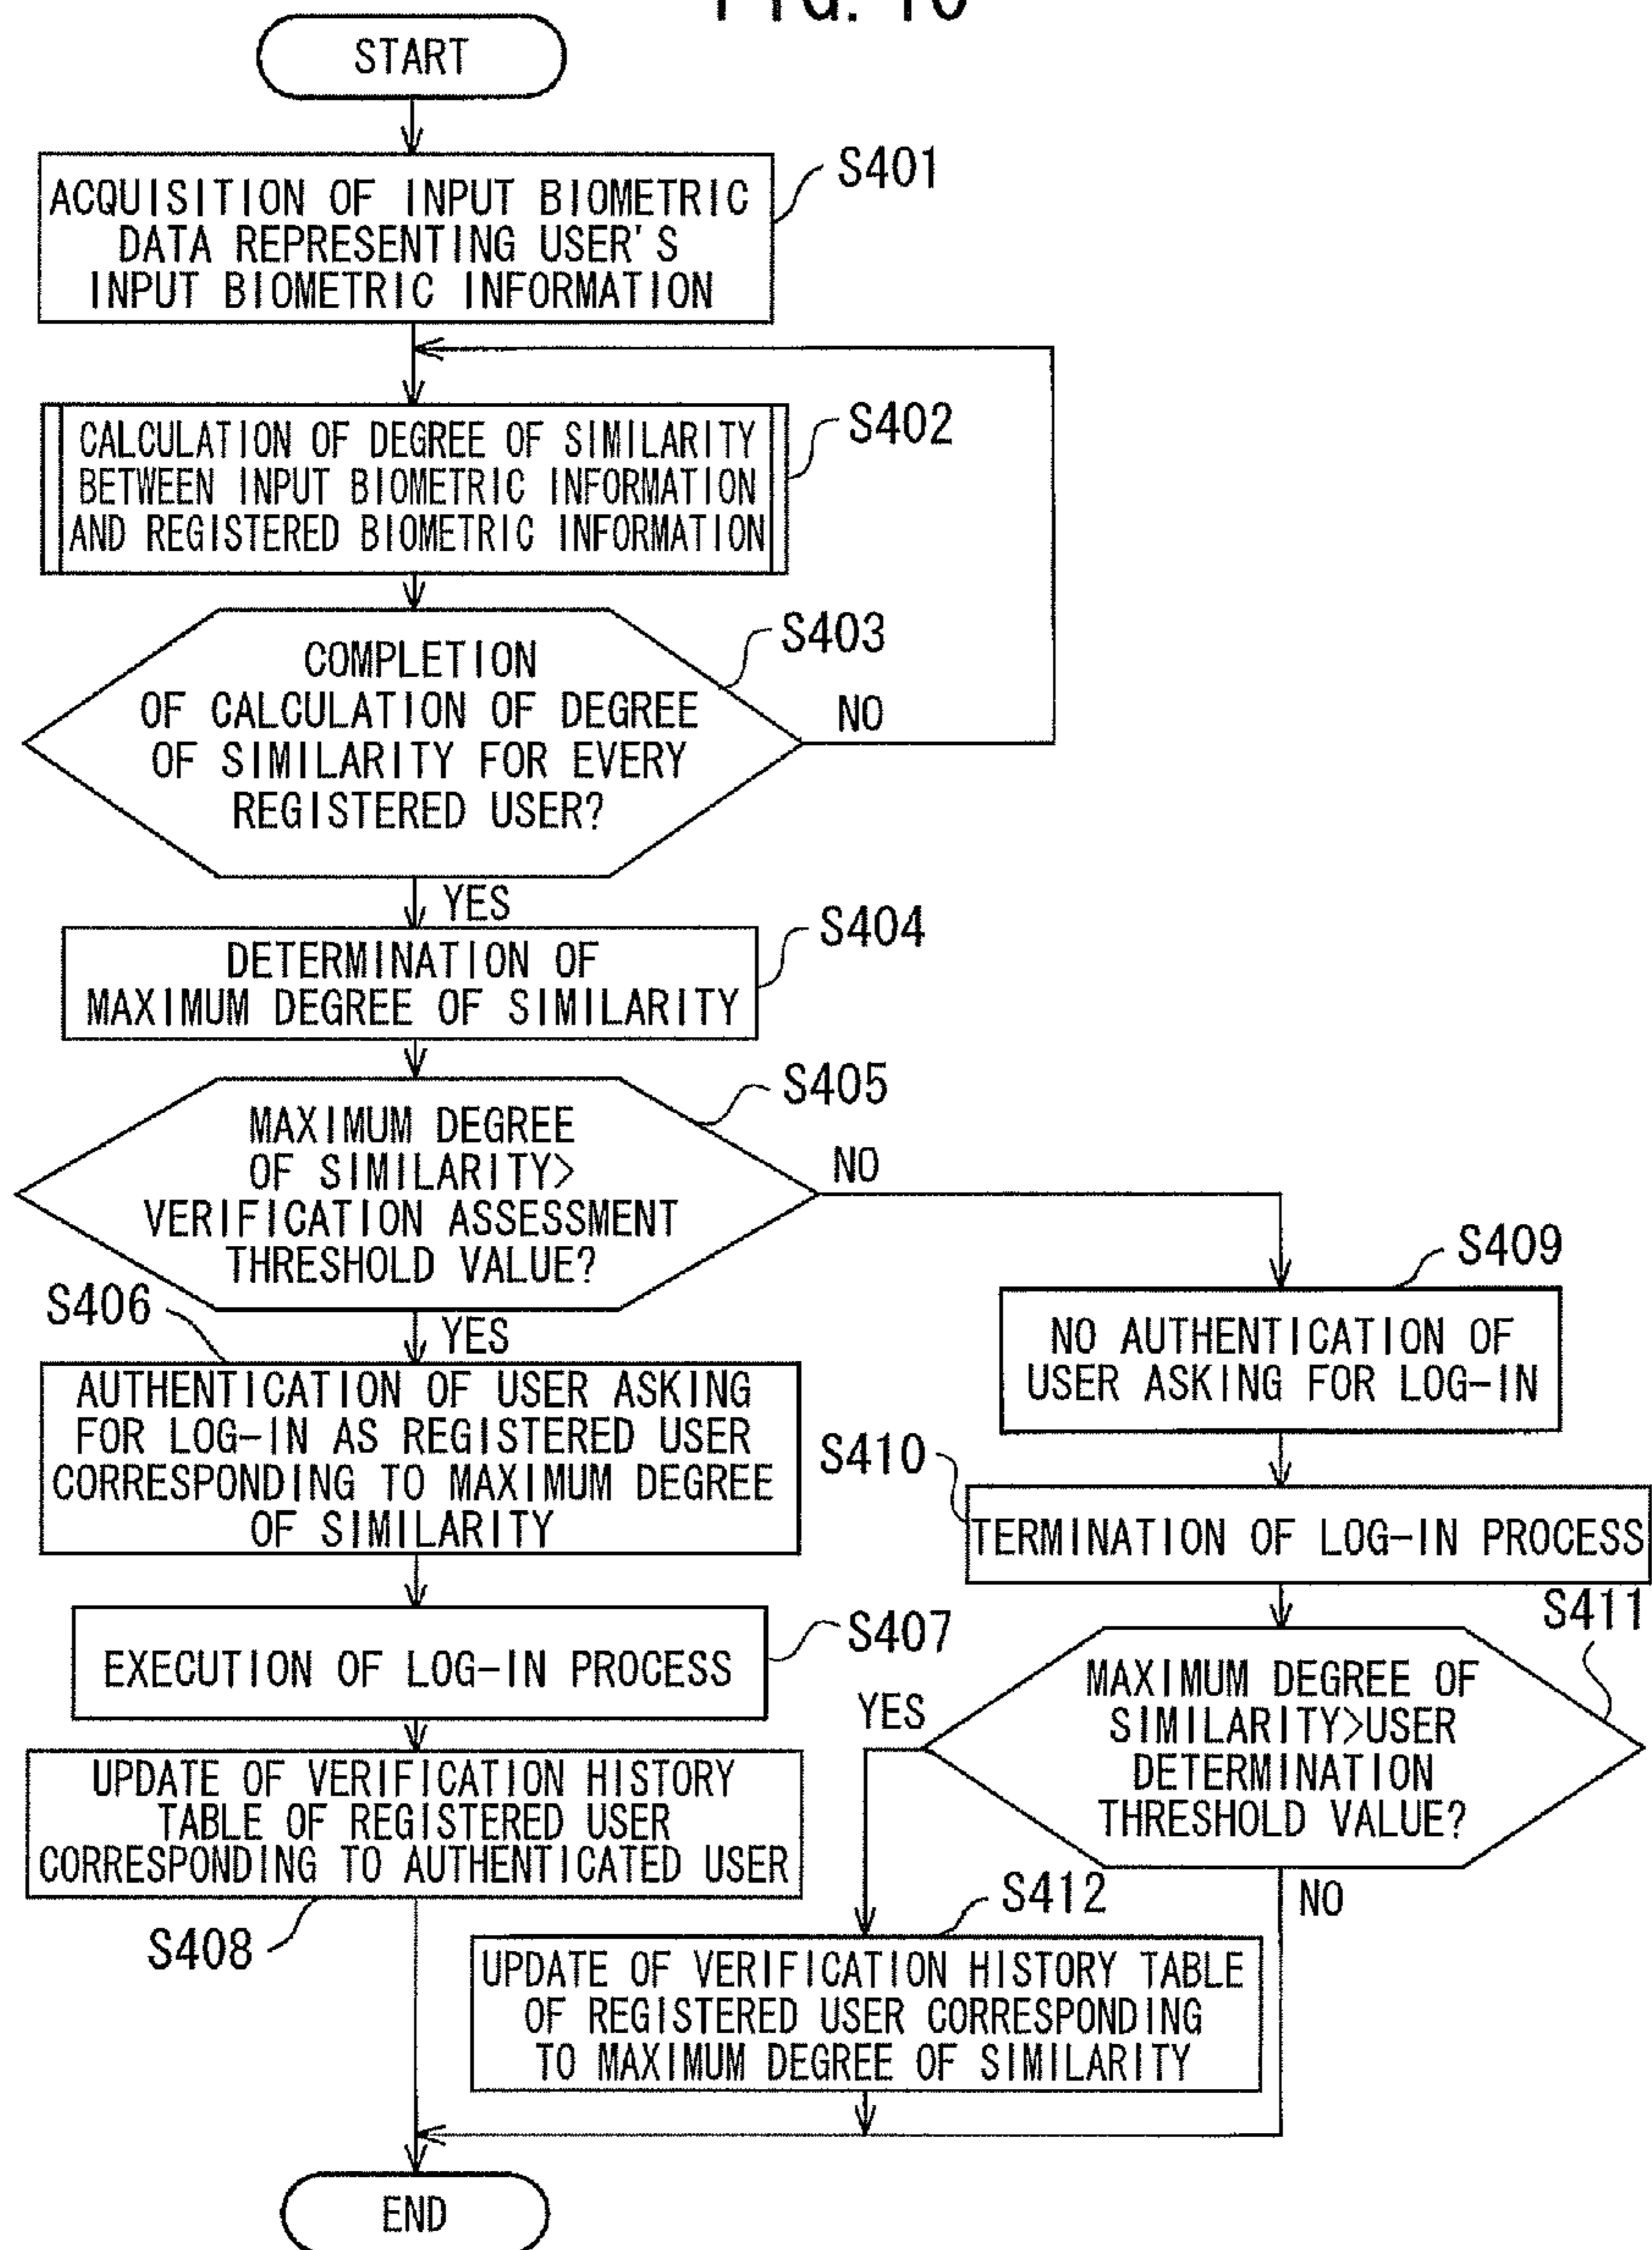 START
S401
ACQUISITION OF INPUT BIOMETRIC
DATA REPRESENTING USER'S
INPUT BIOMETRIC INFORMATION
S402
CALCULATION OF DEGREE OF SIMILARITY
BETWEEN INPUT BIOMETRIC INFORMATION
AND REGISTERED BIOMETRIC INFORMATION
S403
COMPLETION
OF CALCULATION OF DEGREE
OF SIMILARITY FOR EVERY
REGISTERED USER?
NO
YES
S404
DETERMINATION OF
MAXIMUM DEGREE OF SIMILARITY
S405
MAXIMUM DEGREE
OF SIMILARITY>
VERIFICATION ASSESSMENT
THRESHOLD VALUE?
NO
YES
S406
AUTHENTICATION OF USER ASKING
FOR LOG-IN AS REGISTERED USER
CORRESPONDING TO MAXIMUM DEGREE
OF SIMILARITY
S407
EXECUTION OF LOG-IN PROCESS
UPDATE OF VERIFICATION HISTORY
TABLE OF REGISTERED USER
CORRESPONDING TO AUTHENTICATED USER
S408
S409
NO AUTHENTICATION OF
USER ASKING FOR LOG-IN
S410
TERMINATION OF LOG-IN PROCESS
S411
MAXIMUM DEGREE OF
SIMILARITY>USER
DETERMINATION
THRESHOLD VALUE?
YES
NO
S412
UPDATE OF VERIFICATION HISTORY TABLE
OF REGISTERED USER CORRESPONDING
TO MAXIMUM DEGREE OF SIMILARITY
END